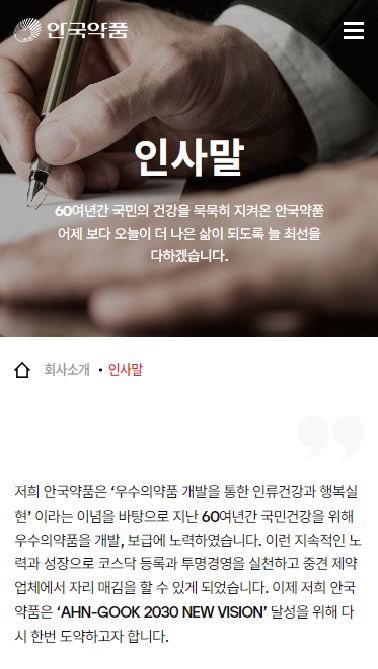 안국약품
인사말
60여년간 국민의 건강을 묵묵히 지켜온 안국약품
어제 보다 오늘이 더 나은 삶이 되도록 늘 최선을
다하겠습니다.
회사소개 • 인사말
저희 안국약품은 ‘우수의약품 개발을 통한 인류건강과 행복실
현’ 이라는 이념을 바탕으로 지난 60여년간 국민건강을 위해
우수의약품을 개발, 보급에 노력하였습니다. 이런 지속적인 노
력과 성장으로 코스닥 등록과 투명경영을 실천하고 중견 제약
업체에서 자리 매김을 할 수 있게 되었습니다. 이제 저희 안국
약품은 ‘AHN-GOOK 2030 NEW VISION’ 달성을 위해 다
시 한번 도약하고자 합니다.